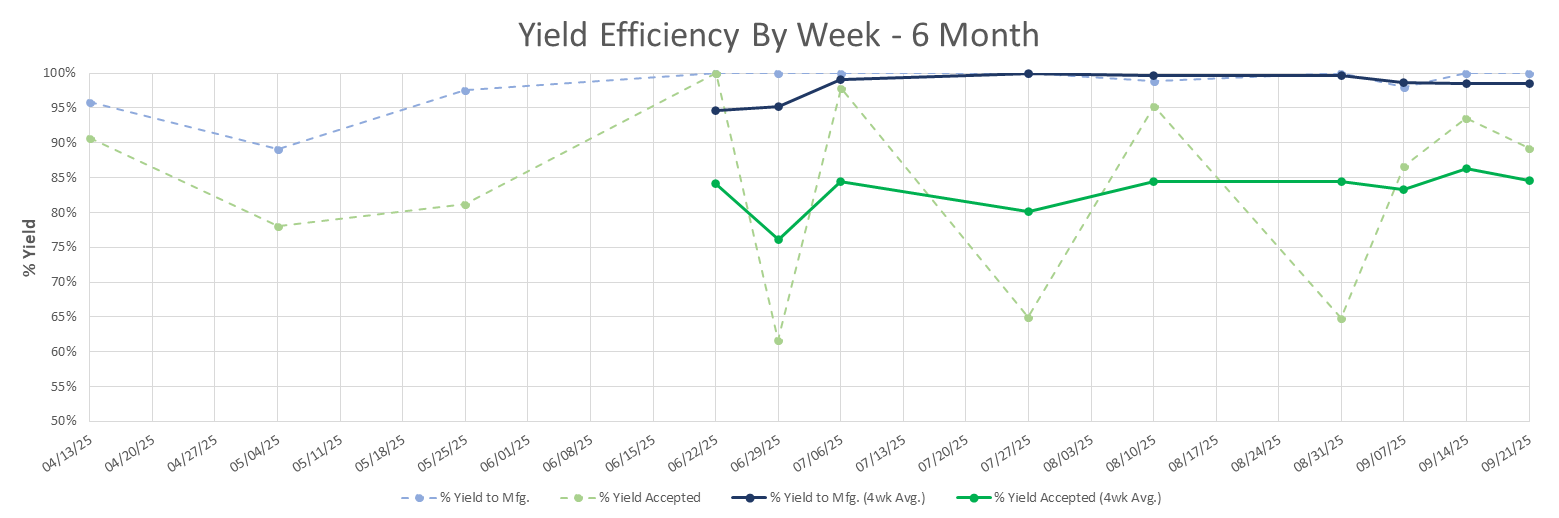 Yield Efficiency By Week - 6 Month
% Yield
100%
95%
90%
85%
80%
75%
70%
65%
60%
55%
50%
04/13/25 04/20/25 04/27/25 05/04/25 05/11/25 05/18/25 05/25/25 06/01/25 06/08/25 06/15/25 06/22/25 06/29/25 07/06/25 07/13/25 07/20/25 07/27/25 08/03/25 08/10/25 08/17/25 08/24/25 08/31/25 09/07/25 09/14/25 09/21/25
% Yield to Mfg. % Yield Accepted % Yield to Mfg. (4wk Avg.) % Yield Accepted (4wk Avg.)